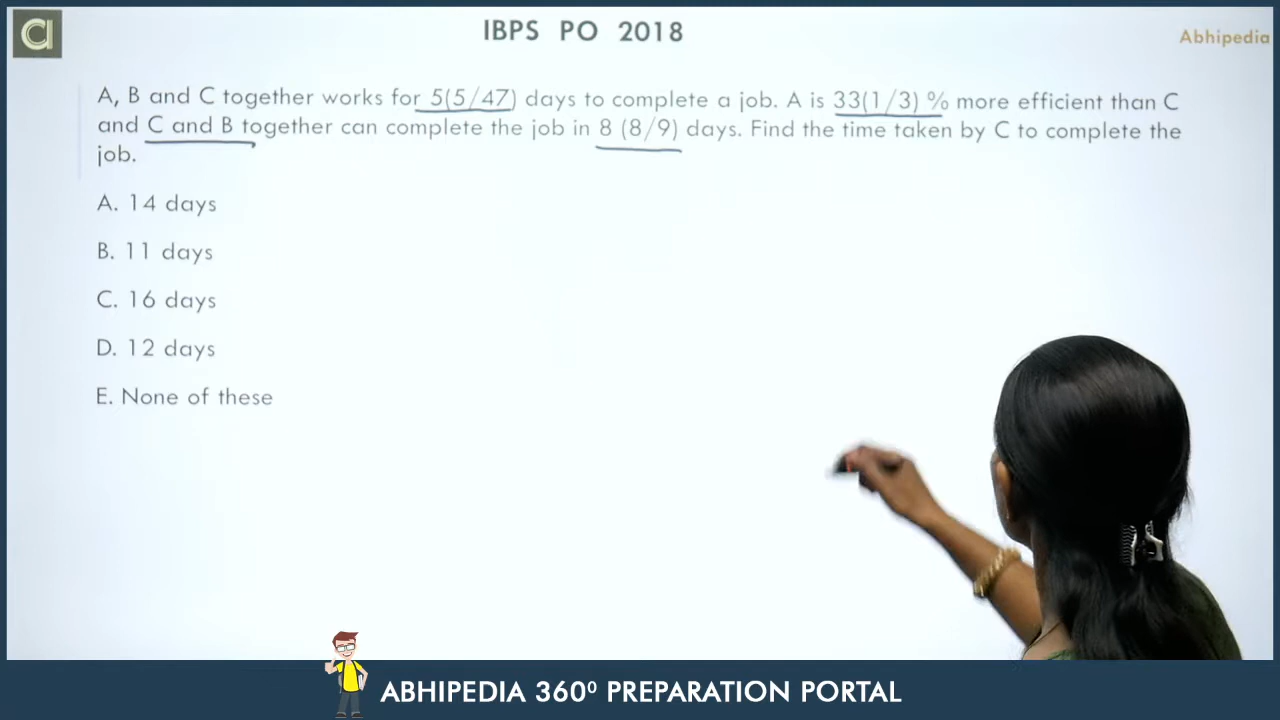 IBPS PO 2018
Abhipedia
A, B and C together works for 5(5/47) days to complete a job. A is 33(1/3) % more efficient than C
and C and B together can complete the job in 8 (8/9) days. Find the time taken by C to complete the
job.
A. 14 days
B. 11 days
C. 16 days
D. 12 days
E. None of these
ABHIPEDIA 360⁰ PREPARATION PORTAL